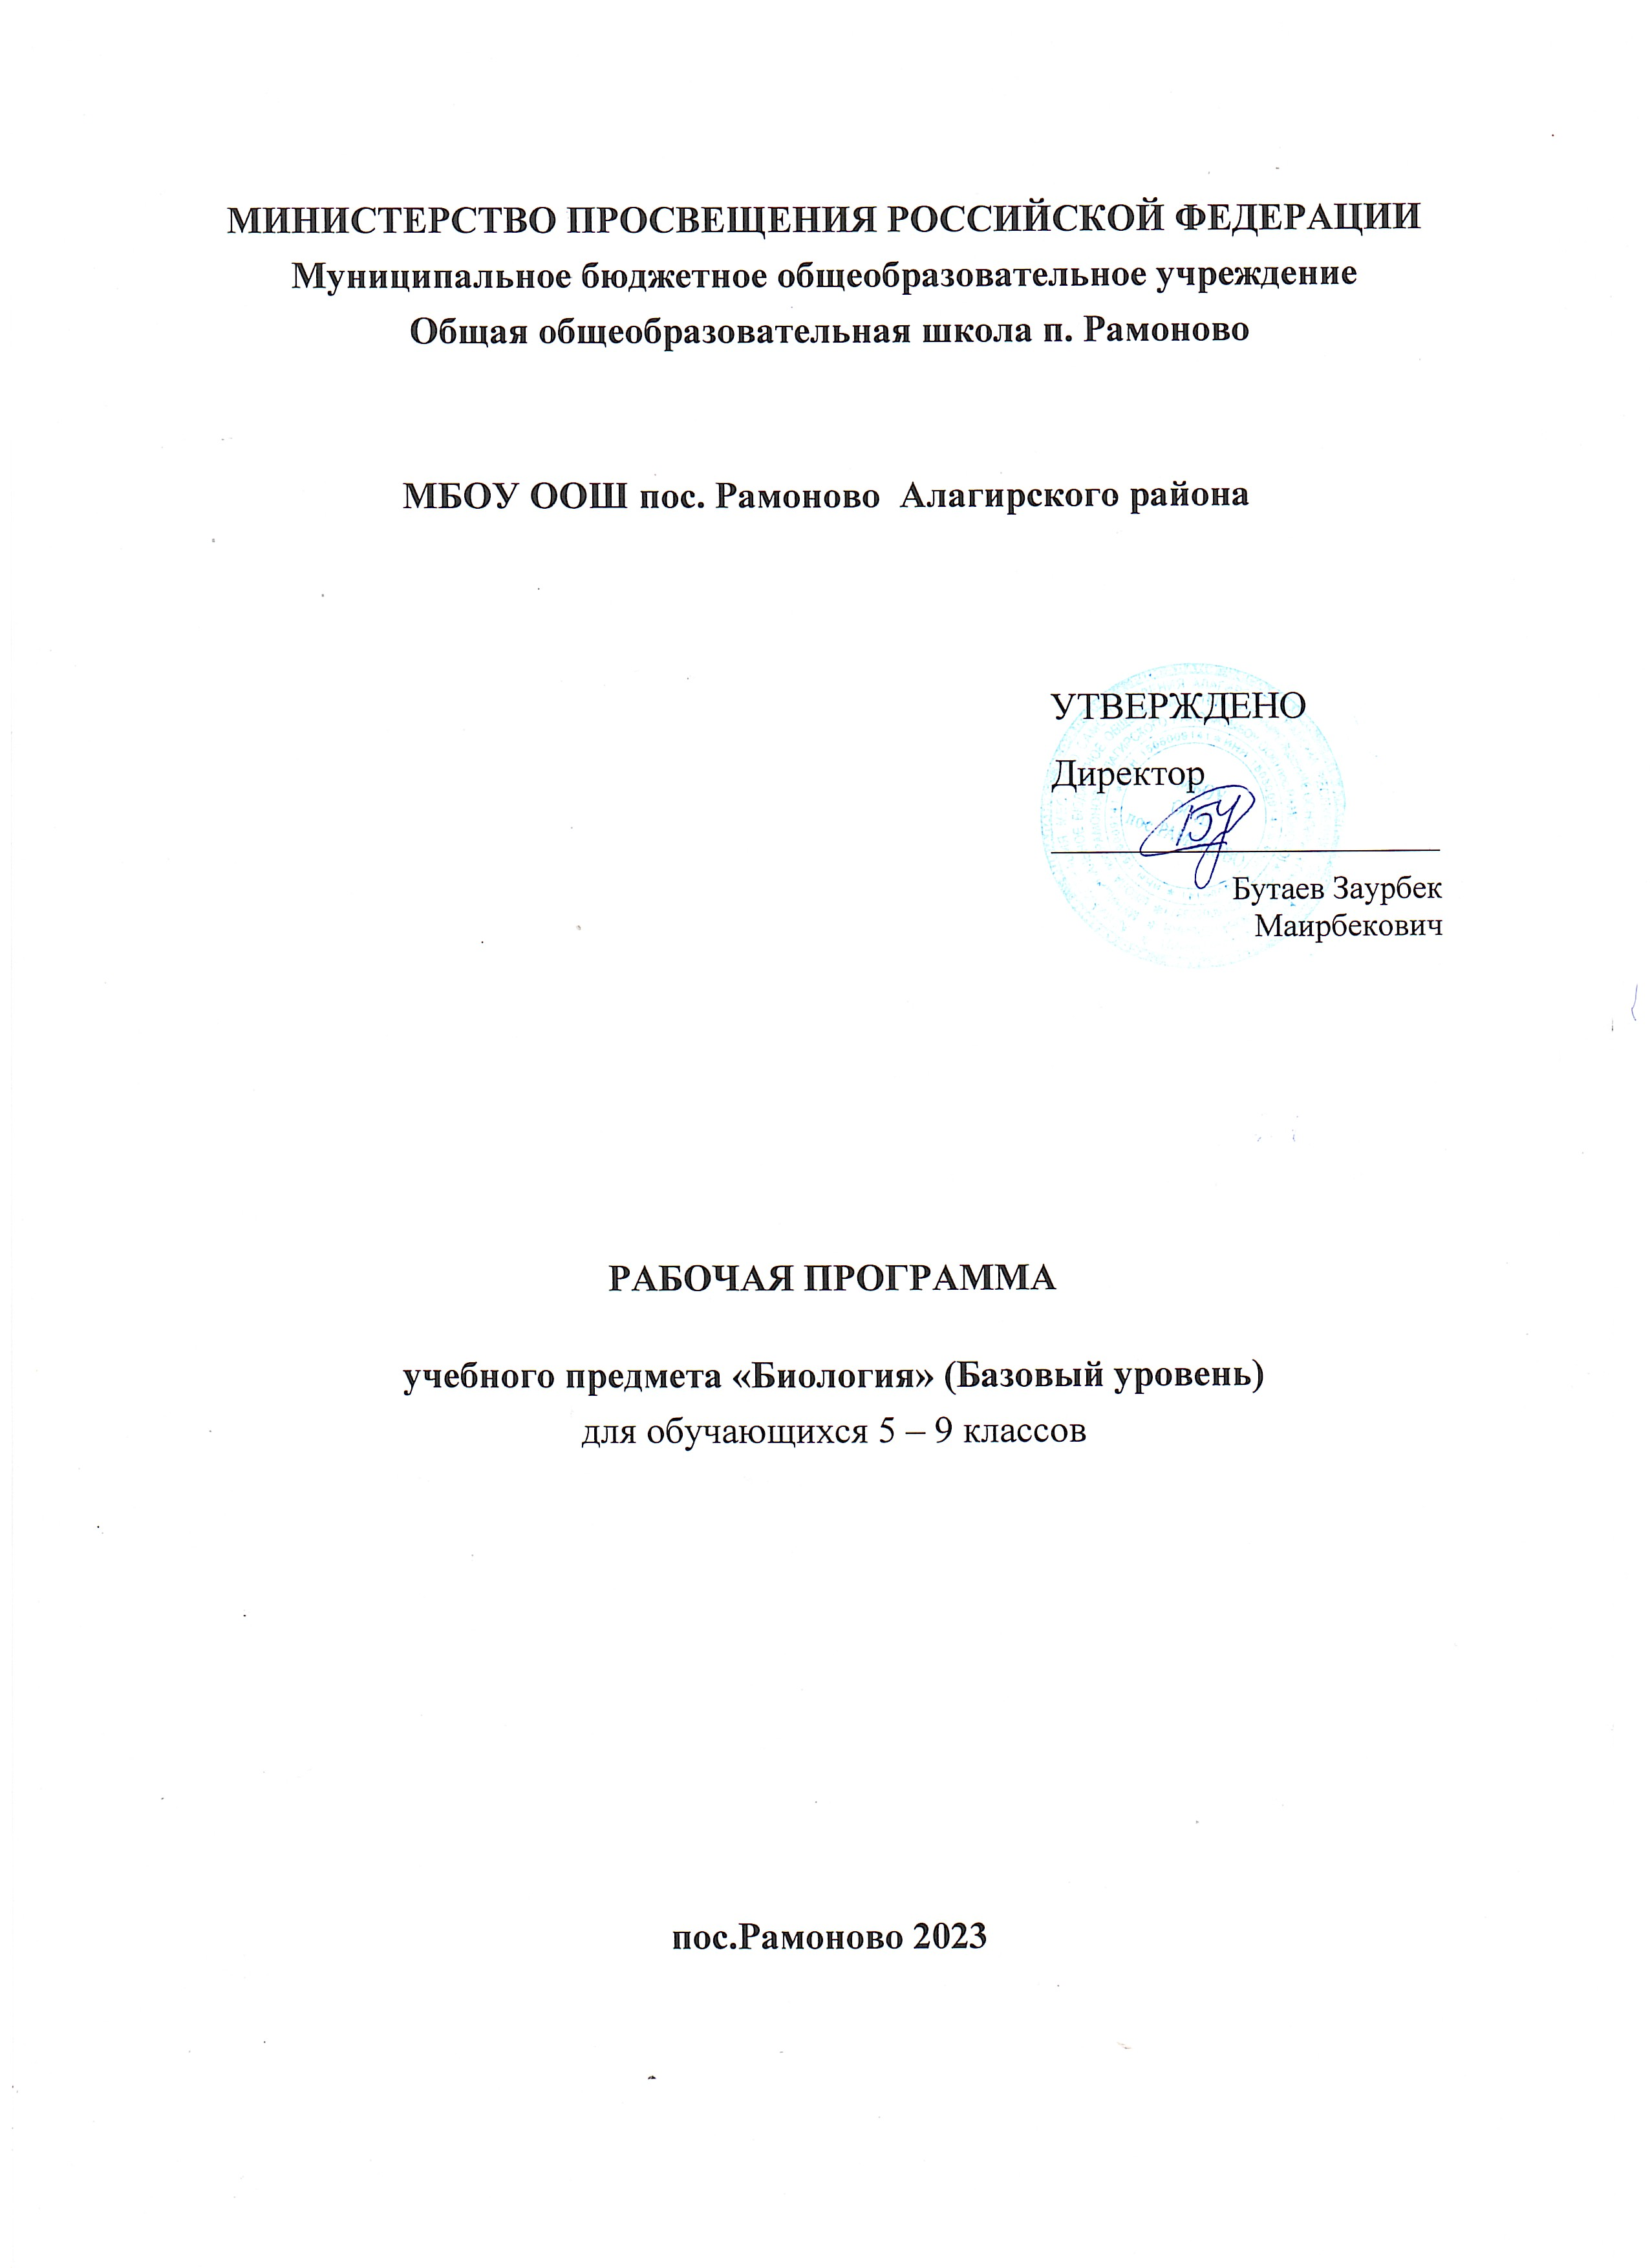 МИНИСТЕРСТВО ПРОСВЕЩЕНИЯ РОССИЙСКОЙ ФЕДЕРАЦИИ
Муниципальное бюджетное общеобразовательное учреждение
Общая общеобразовательная школа п. Рамоново
МБОУ ООШ пос. Рамоново Алагирского района
УТВЕРЖДЕНО
Директор
Бутаев Заурбек
Маирбекович
РАБОЧАЯ ПРОГРАММА
учебного предмета «Биология» (Базовый уровень)
для обучающихся 5 – 9 классов
пос.Рамоново 2023